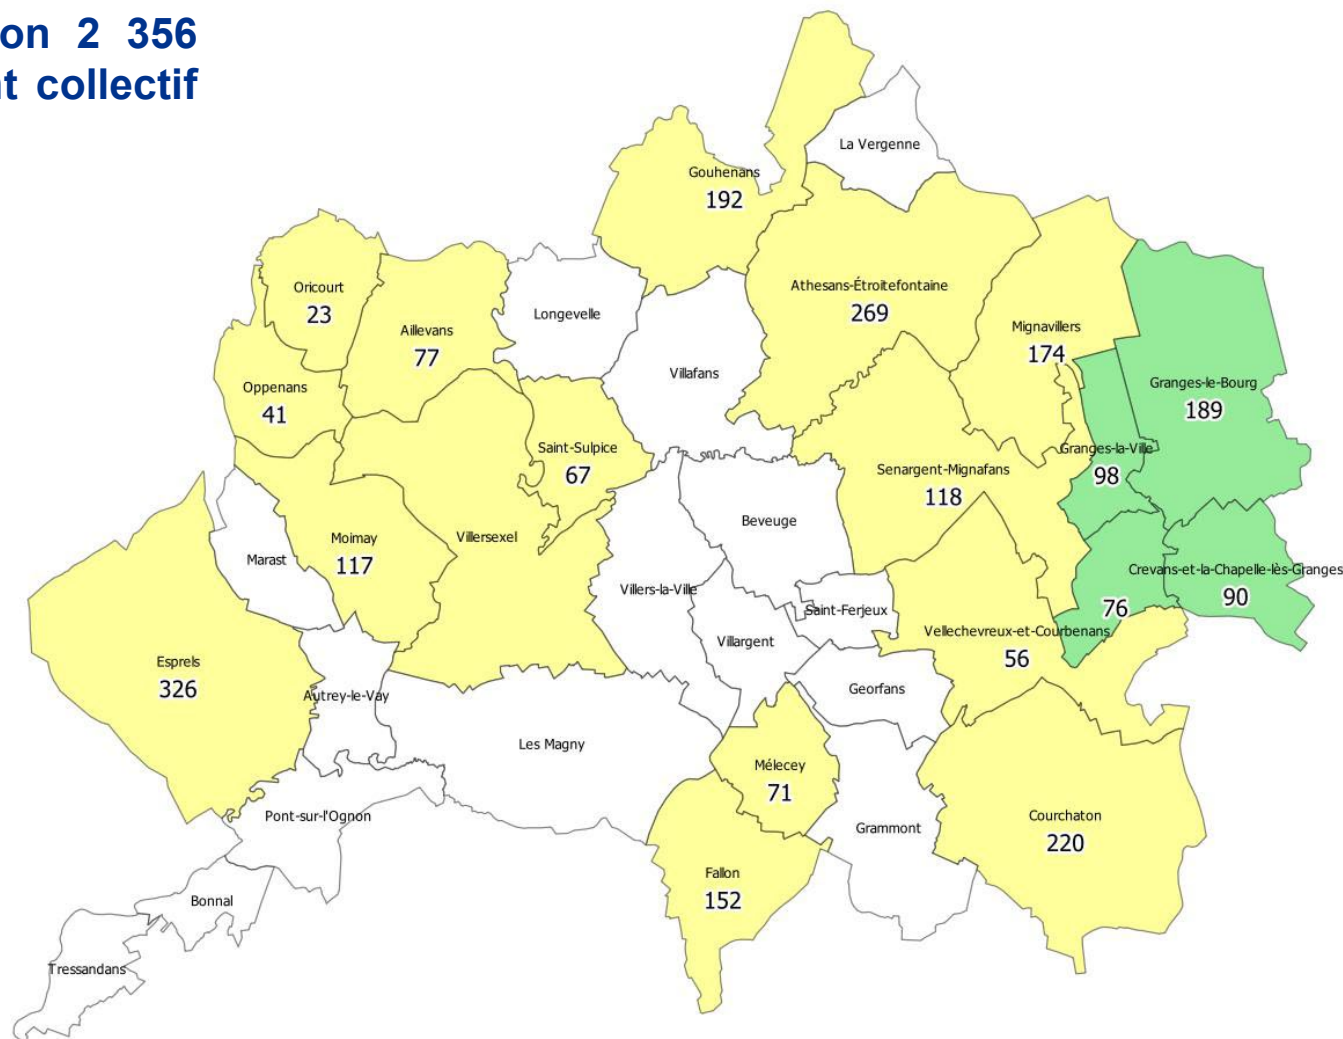 on 2 356
t collectif
La Vergenne
Gouhenans
192
Oricourt
23
Aillevans
77
Longevelle
Athesans-Étroitefontaine
269
Mignavillers
174
Villafans
Oppenans
41
Granges-le-Bourg
189
Saint-Sulpice
67
Granges-la-Ville
98
Senargent-Mignafans
118
Beveuge
Villersexel
Moimay
117
Marast
Crevans-et-la-Chapelle-lès-Granges
90
76
Villers-la-Ville
Saint-Ferjeux
Vellechevreux-et-Courbenans
56
Villargent
Esprels
326
Autrey-le-Vay
Georfans
Les Magny
Mélecey
71
Pont-sur-l'Ognon
Grammont
Courchaton
220
Fallon
152
Bonnal
Tressandans